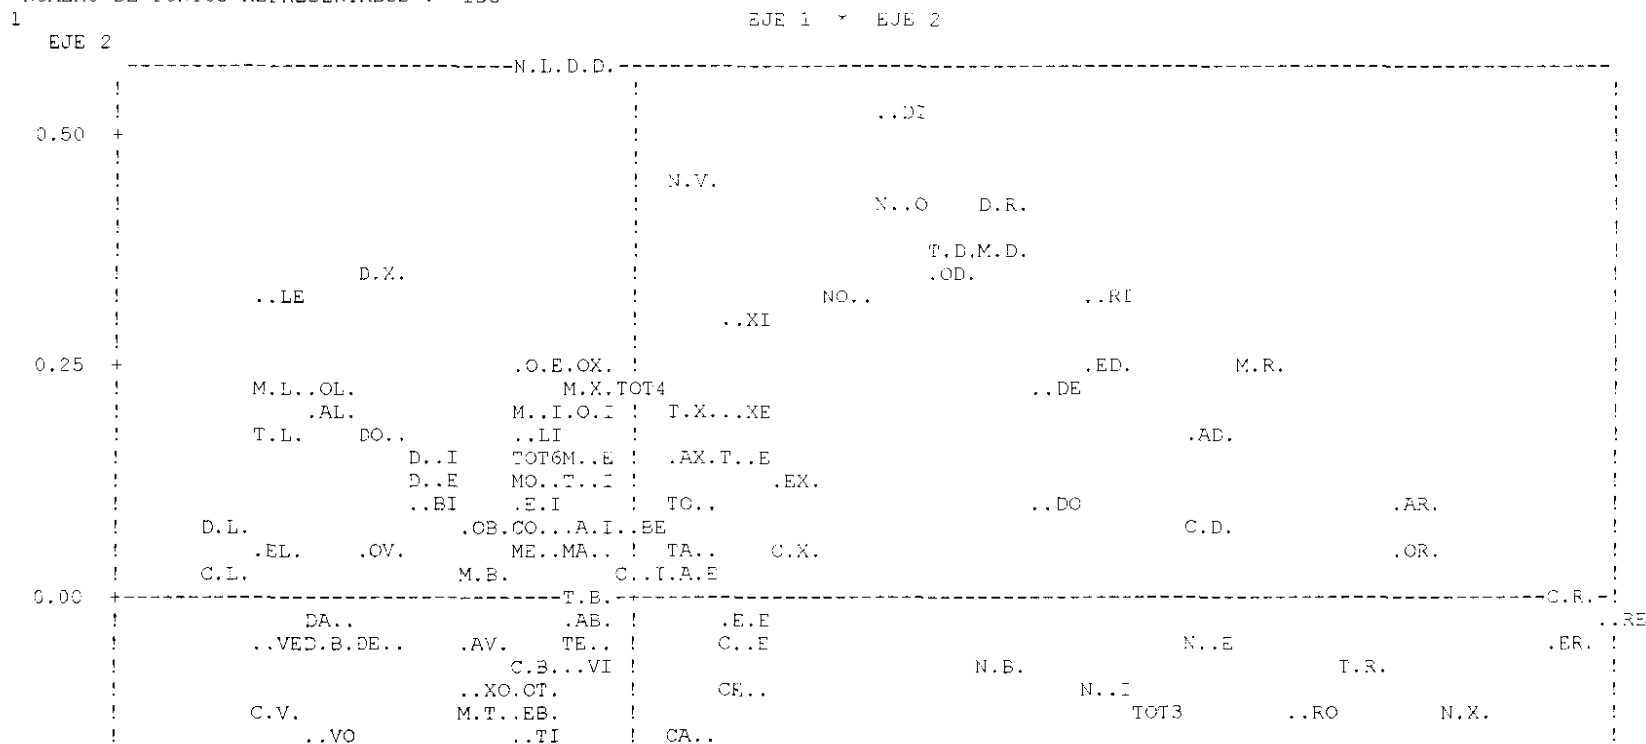 1 EJE 1 * EJE 2
EJE 2
N.L.D.D.
..DI
0.50 +
N.V.
N..O D.R.
T.D.M.D.
D.X. .OD.
..LE NO.. ..RI
..XI
0.25 + .O.E.OX. .ED. M.R.
M.L..OL. M.X.TOT4 ..DE
.AL. M..I.O.I T.X...XE
T.L. DO.. ..LI .AD.
D..I TOT6M..E .AX.T..E
D..E MO..T..I .EX.
..BI .E.I TO.. ..DO .AR.
D.L. .OB.CO...A.I..BE C.D.
.EL. .OV. ME..MA.. TA.. C.X. .OR.
C.L. M.B. C..I.A.E
0.00 + T.B. C.R.
DA.. .AB. .E.E ..RE
..VED.B.DE.. .AV. TE.. C..E N..E .ER.
C.B...VI N.B. T.R.
..XO.OT. CE.. N..I
C.V. M.T..EB. TOT3 ..RO N.X.
..VO ..TI CA..